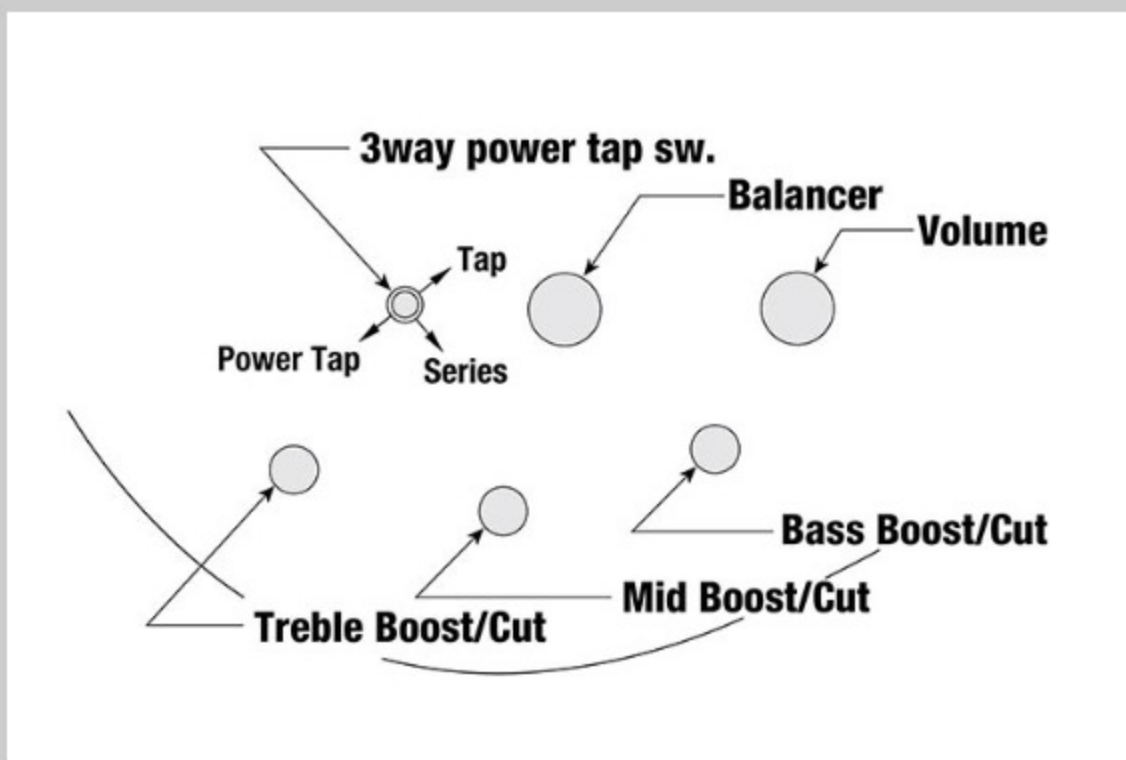 3way power tap sw.
Balancer
Volume
Tap
Power Tap
Series
Bass Boost/Cut
Mid Boost/Cut
Treble Boost/Cut